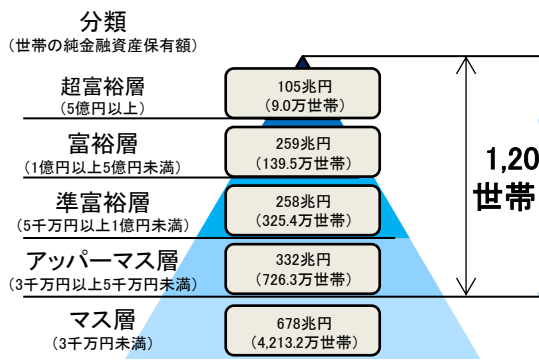 分類
(世帯の純金融資産保有額)
超富裕層
(5億円以上)
105兆円
(9.0万世帯)
富裕層
(1億円以上5億円未満)
259兆円
(139.5万世帯)
準富裕層
(5千万円以上1億円未満)
258兆円
(325.4万世帯)
アッパーマス層
(3千万円以上5千万円未満)
332兆円
(726.3万世帯)
マス層
(3千万円未満)
678兆円
(4,213.2万世帯)
1,20
世帯